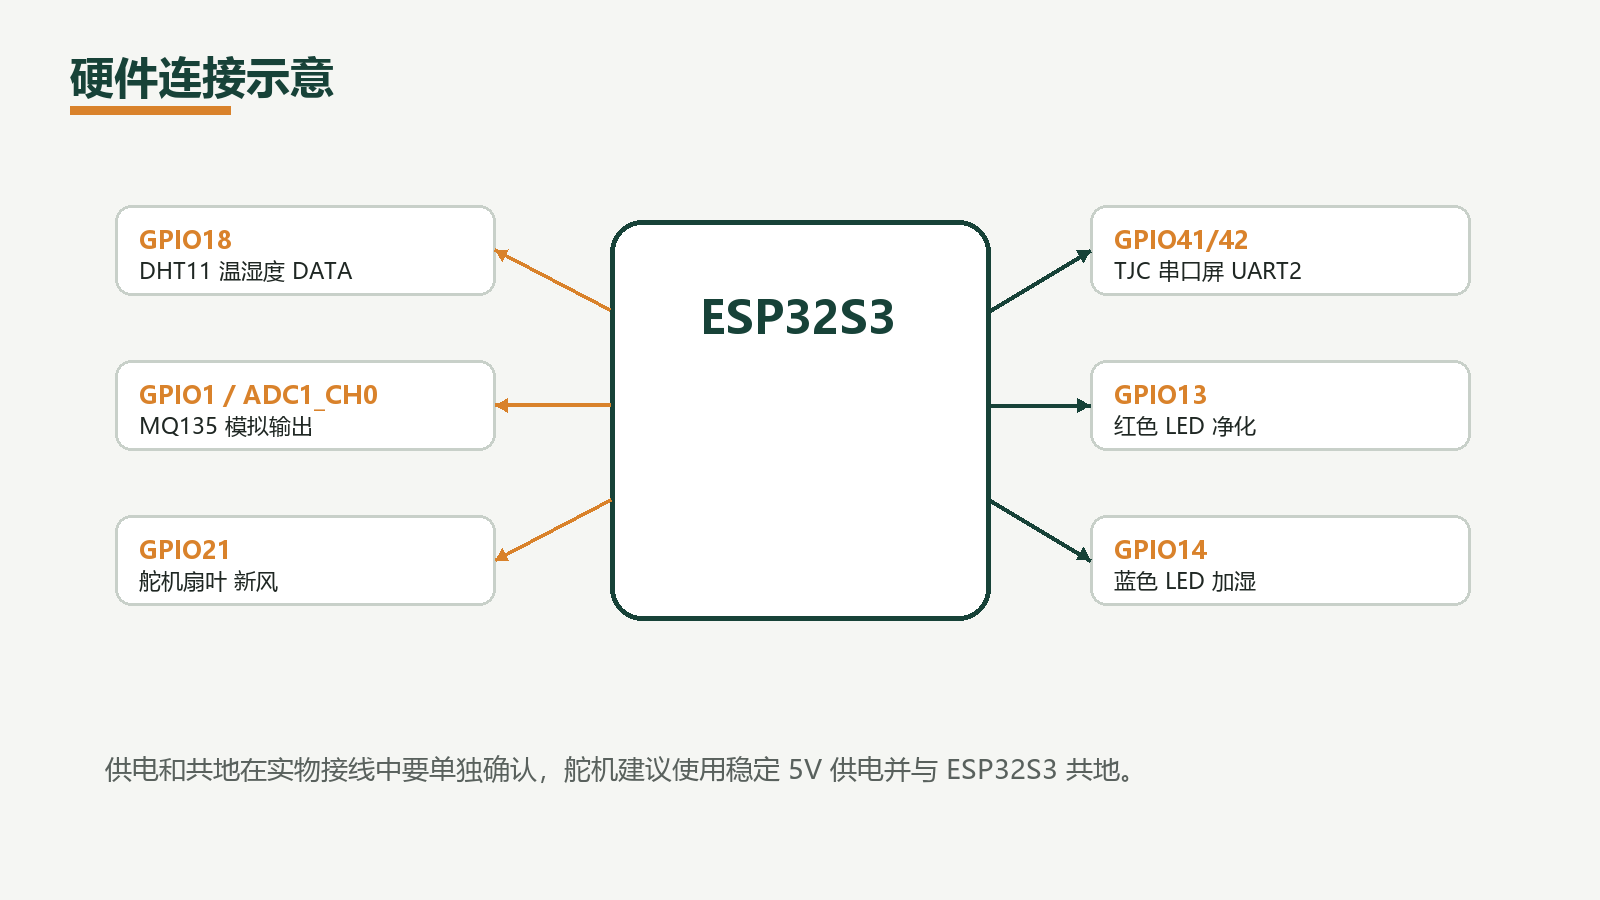 硬件连接示意
GPIO18
DHT11 温湿度 DATA
GPIO1 / ADC1_CH0
MQ135 模拟输出
GPIO21
舵机扇叶 新风
ESP32S3
GPIO41/42
TJC 串口屏 UART2
GPIO13
红色 LED 净化
GPIO14
蓝色 LED 加湿
供电和共地在实物接线中要单独确认，舵机建议使用稳定 5V 供电并与 ESP32S3 共地。